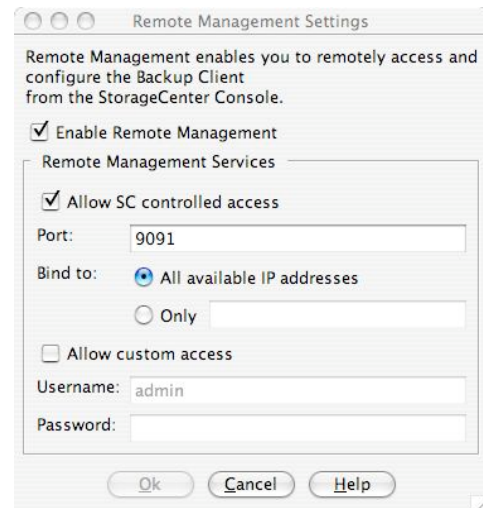 Remote Management Settings
Remote Management enables you to remotely access and
configure the Backup Client
from the StorageCenter Console.
Enable Remote Management
Remote Management Services
Allow SC controlled access
Port: 9091
Bind to: All available IP addresses
Only
Allow custom access
Username: admin
Password:
Ok Cancel Help